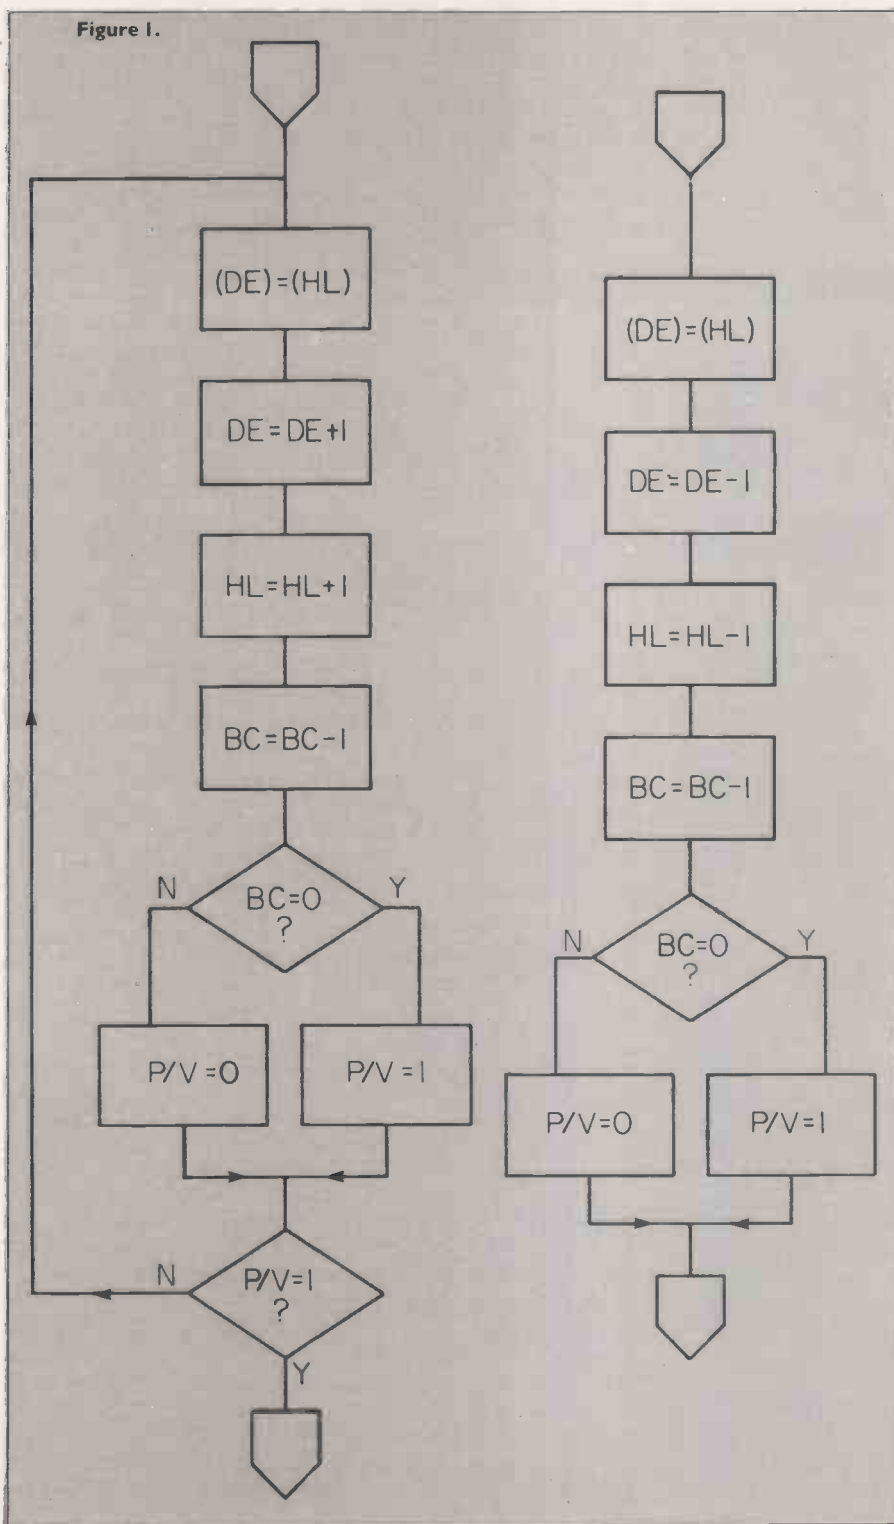 Figure 1.
(DE)=(HL)
DE=DE+1
HL=HL+1
BC=BC-1
N
BC=0
?
Y
P/V=0
P/V=1
N
P/V=1
?
Y
(DE)=(HL)
DE=DE-1
HL=HL-1
BC=BC-1
N
BC=0
?
Y
P/V=0
P/V=1